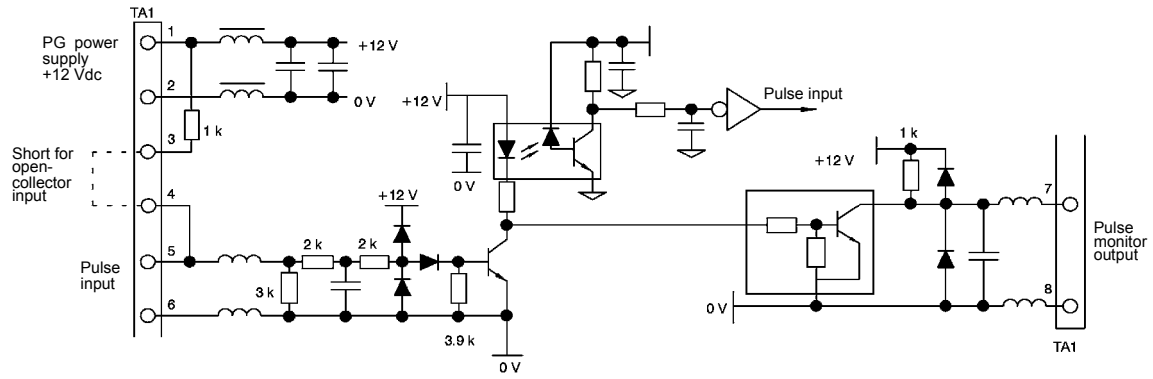 TA1
PG power
supply
+12 Vdc
1
2
3
4
5
6
+12 V
0 V
1 k
Short for
open-
collector
input
Pulse
input
+12 V
2 k
2 k
3 k
3.9 k
0 V
+12 V
0 V
Pulse input
+12 V
1 k
0 V
7
8
Pulse
monitor
output
TA1